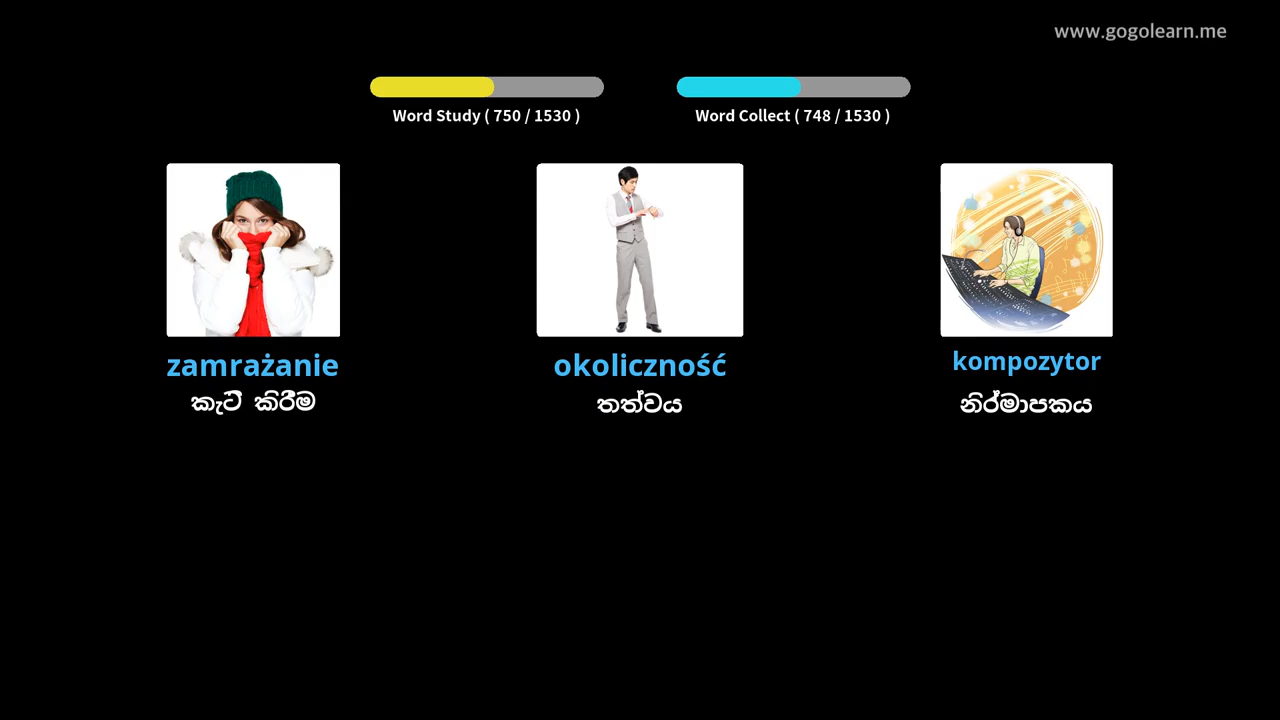 www.gogolearn.me
Word Study ( 750 / 1530 )
Word Collect ( 748 / 1530 )
zamrażanie
කැටි කිරීම
okoliczność
තත්වය
kompozytor
නිර්මාපකය